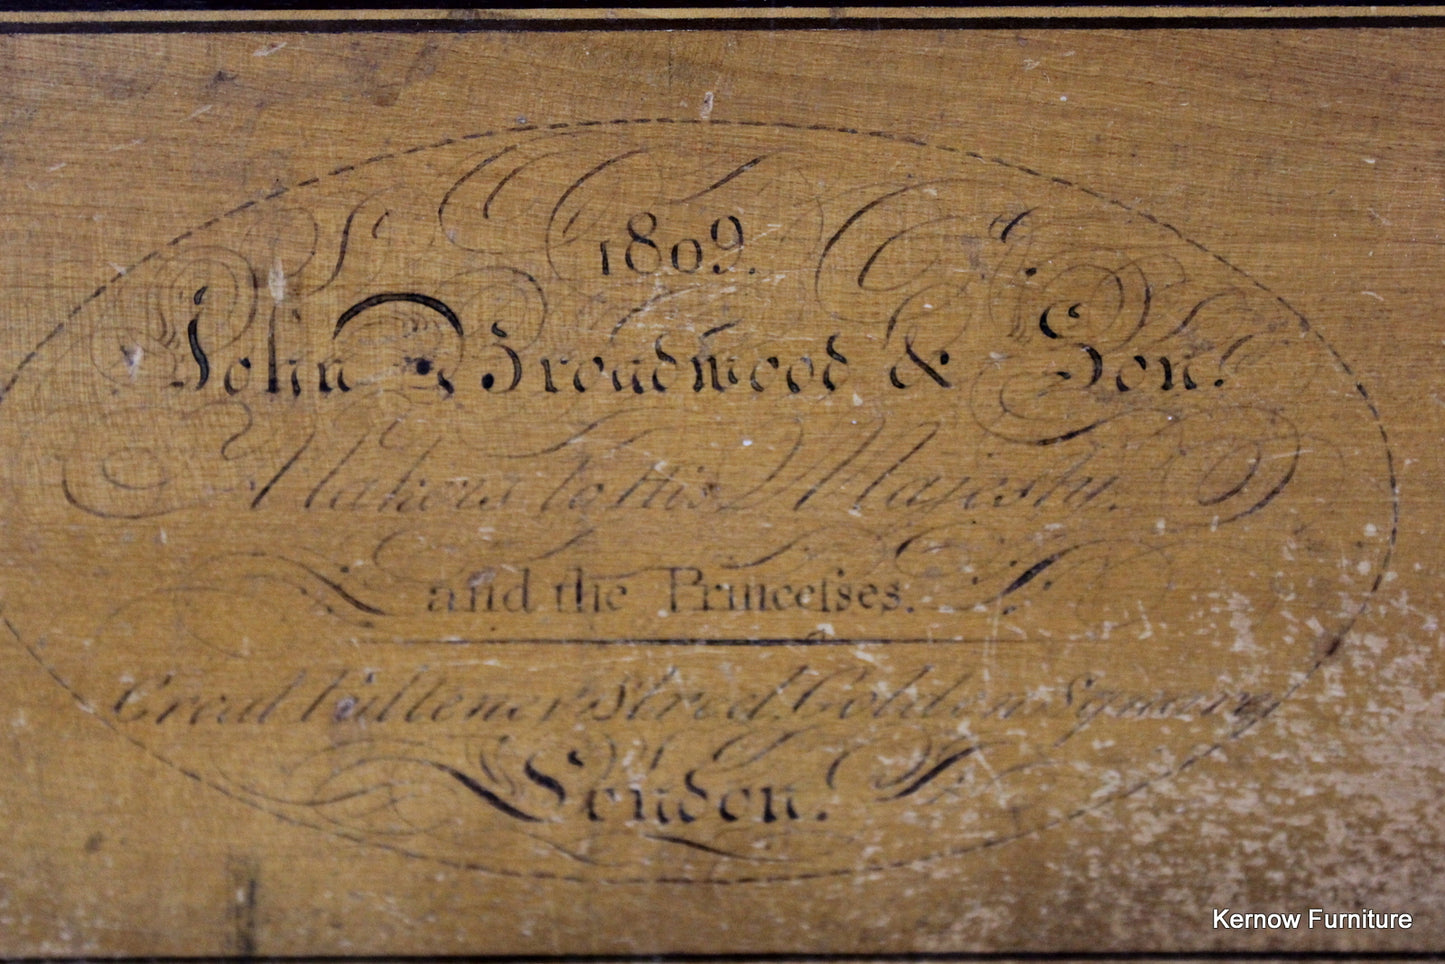 1809.
John Broadwood & Son.
Makers to His Majesty.
and the Princeſses.
Great Pulteney Street, Golden Square,
London.
Kernow Furniture